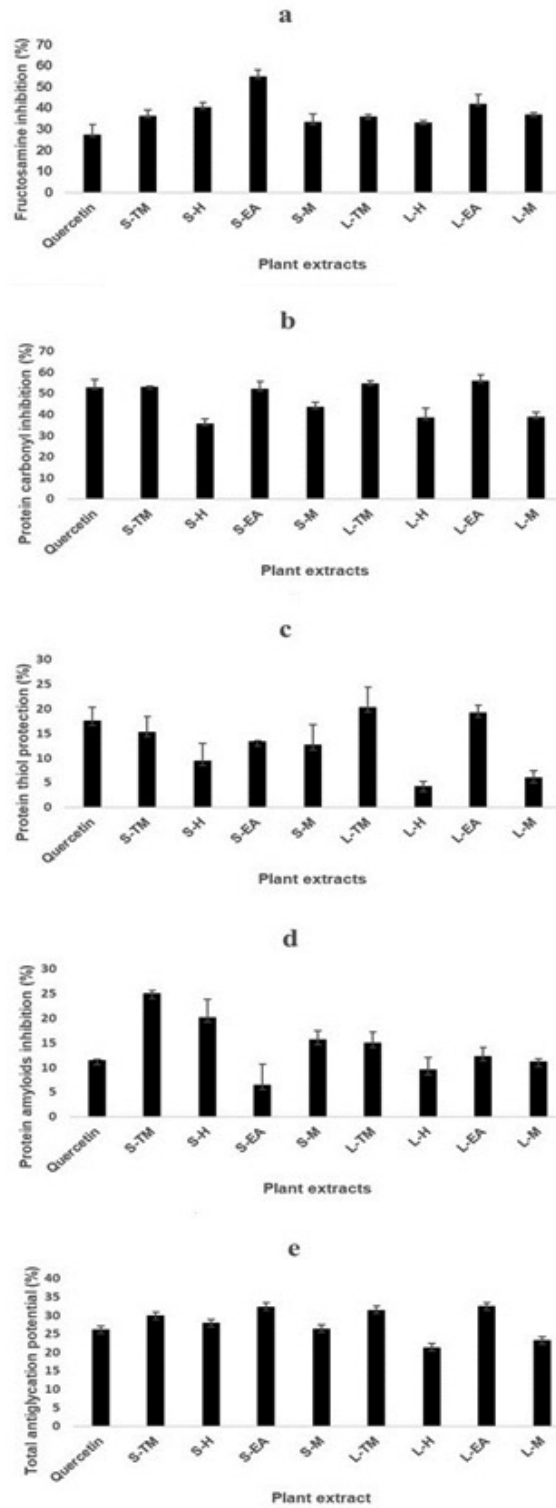 a
Fructosamine inhibition (%)
70
60
50
40
30
20
10
0
Quercetin
S-TM
S-H
S-EA
S-M
L-TM
L-H
L-EA
L-M
Plant extracts
b
Protein carbonyl inhibition (%)
70
60
50
40
30
20
10
0
Quercetin
S-TM
S-H
S-EA
S-M
L-TM
L-H
L-EA
L-M
Plant extracts
c
Protein thiol protection (%)
30
25
20
15
10
5
0
Quercetin
S-TM
S-H
S-EA
S-M
L-TM
L-H
L-EA
L-M
Plant extracts
d
Protein amyloids inhibition (%)
30
25
20
15
10
5
0
Quercetin
S-TM
S-H
S-EA
S-M
L-TM
L-H
L-EA
L-M
Plant extracts
e
Total antiglycation potential (%)
40
35
30
25
20
15
10
5
0
Quercetin
S-TM
S-H
S-EA
S-M
L-TM
L-H
L-EA
L-M
Plant extract